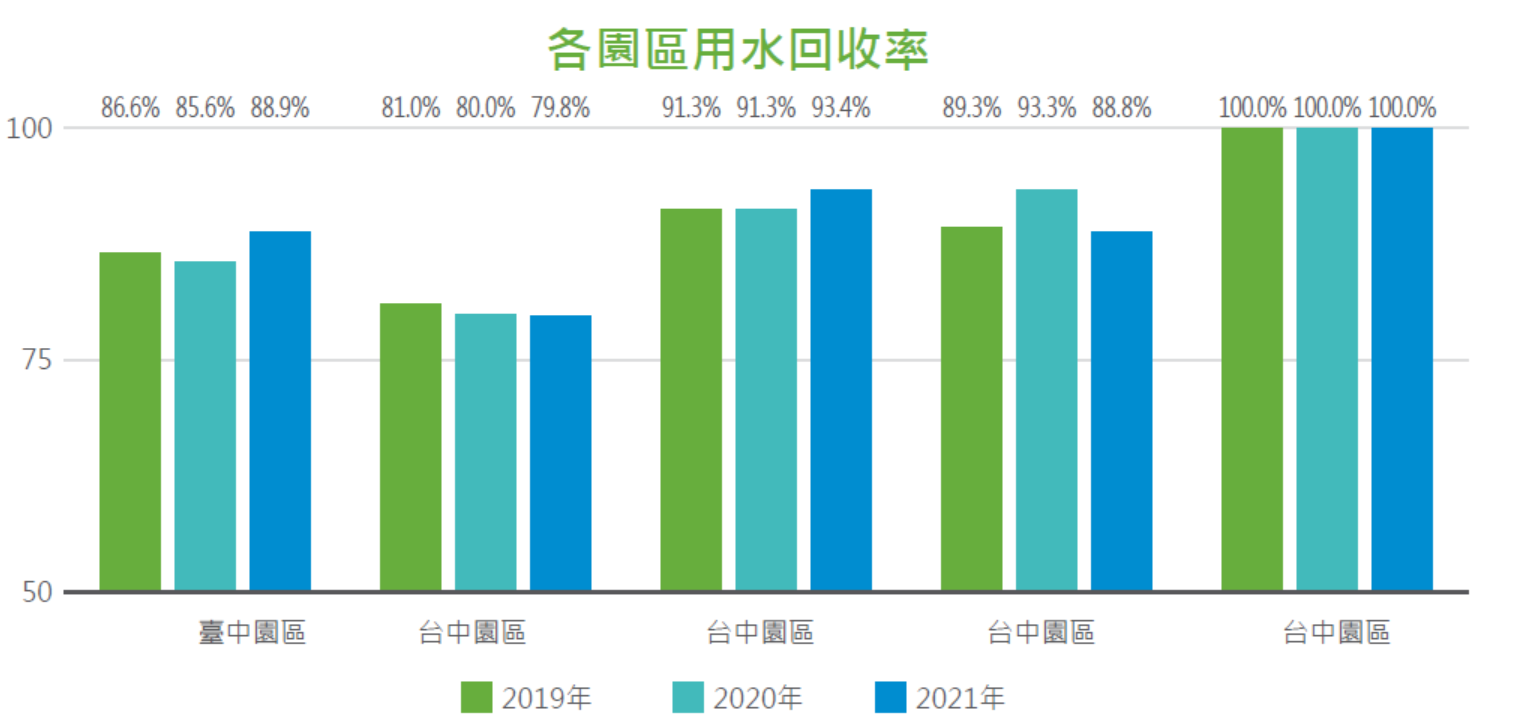 各園區用水回收率
86.6% 85.6% 88.9% 81.0% 80.0% 79.8% 91.3% 91.3% 93.4% 89.3% 93.3% 88.8% 100.0% 100.0% 100.0%
100
75
50
臺中園區 台中園區 台中園區 台中園區 台中園區
2019年 2020年 2021年